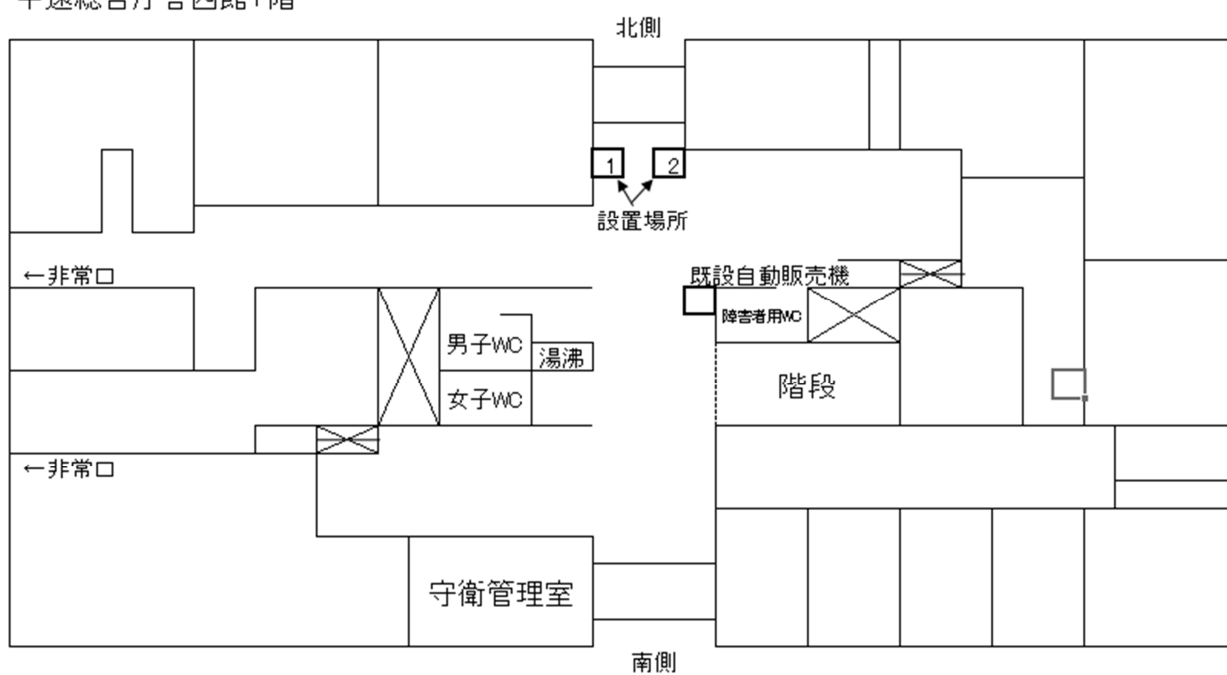 北側
1
2
設置場所
←非常口
既設自動販売機
障害者用WC
男子WC
湯沸
階段
女子WC
←非常口
守衛管理室
南側